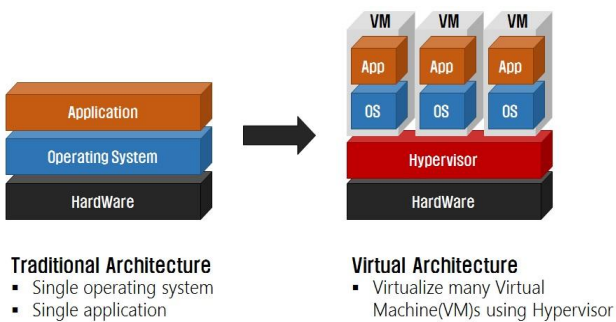 VM VM VM
App App App
OS OS OS
Application
Operating System
HardWare
Hypervisor
HardWare
Traditional Architecture
▪ Single operating system
▪ Single application
Virtual Architecture
▪ Virtualize many Virtual
Machine(VM)s using Hypervisor